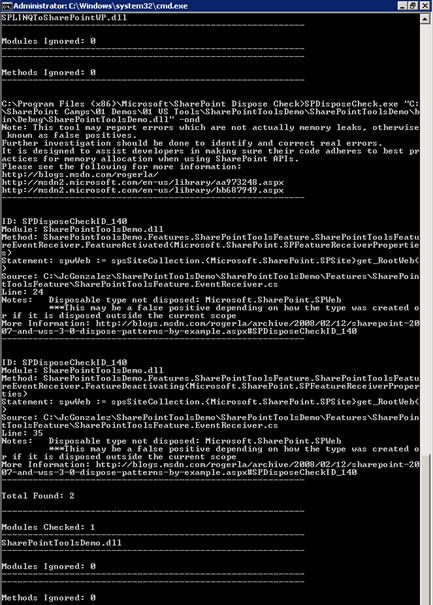 Administrator: C:\Windows\system32\cmd.exe
SPLINQToSharePointWP.dll
----------------------------------------------------------
Modules Ignored: 0
----------------------------------------------------------
----------------------------------------------------------
Methods Ignored: 0
----------------------------------------------------------
C:\Program Files (x86)\Microsoft\SharePoint Dispose Check>SPDisposeCheck.exe "C:
\SharePoint Camps\01 Demos\01 VS Tools\SharePointToolsDemo\SharePointToolsDemo\b
in\Debug\SharePointToolsDemo.dll" -ond
Note: This tool may report errors which are not actually memory leaks, otherwise
known as false positives.
Further investigation should be done to identify and correct real errors.
It is designed to assist developers in making sure their code adheres to best pr
actices for memory allocation when using SharePoint APIs.
Please see the following for more information:
http://blogs.msdn.com/rogerla/
http://msdn2.microsoft.com/en-us/library/aa973248.aspx
http://msdn2.microsoft.com/en-us/library/bb687949.aspx
----------------------------------------------------------
ID: SPDisposeCheckID_140
Module: SharePointToolsDemo.dll
Method: SharePointToolsDemo.Features.SharePointToolsFeature.SharePointToolsFeatu
reEventReceiver.FeatureActivated(Microsoft.SharePoint.SPFeatureReceiverPropertie
s)
Statement: spwWeb := spsSiteCollection.{Microsoft.SharePoint.SPSite}get_RootWeb(
)
Source: C:\JcGonzalez\SharePointToolsDemo\SharePointToolsDemo\Features\SharePoin
tToolsFeature\SharePointToolsFeature.EventReceiver.cs
Line: 24
Notes: Disposable type not disposed: Microsoft.SharePoint.SPWeb
***This may be a false positive depending on how the type was created o
r if it is disposed outside the current scope
More Information: http://blogs.msdn.com/rogerla/archive/2008/02/12/sharepoint-20
07-and-wss-3-0-dispose-patterns-by-example.aspx#SPDisposeCheckID_140
----------------------------------------------------------
ID: SPDisposeCheckID_140
Module: SharePointToolsDemo.dll
Method: SharePointToolsDemo.Features.SharePointToolsFeature.SharePointToolsFeatu
reEventReceiver.FeatureDeactivating(Microsoft.SharePoint.SPFeatureReceiverProper
ties)
Statement: spwWeb := spsSiteCollection.{Microsoft.SharePoint.SPSite}get_RootWeb(
)
Source: C:\JcGonzalez\SharePointToolsDemo\SharePointToolsDemo\Features\SharePoin
tToolsFeature\SharePointToolsFeature.EventReceiver.cs
Line: 35
Notes: Disposable type not disposed: Microsoft.SharePoint.SPWeb
***This may be a false positive depending on how the type was created o
r if it is disposed outside the current scope
More Information: http://blogs.msdn.com/rogerla/archive/2008/02/12/sharepoint-20
07-and-wss-3-0-dispose-patterns-by-example.aspx#SPDisposeCheckID_140
----------------------------------------------------------
Total Found: 2
----------------------------------------------------------
Modules Checked: 1
----------------------------------------------------------
SharePointToolsDemo.dll
----------------------------------------------------------
Modules Ignored: 0
----------------------------------------------------------
----------------------------------------------------------
Methods Ignored: 0